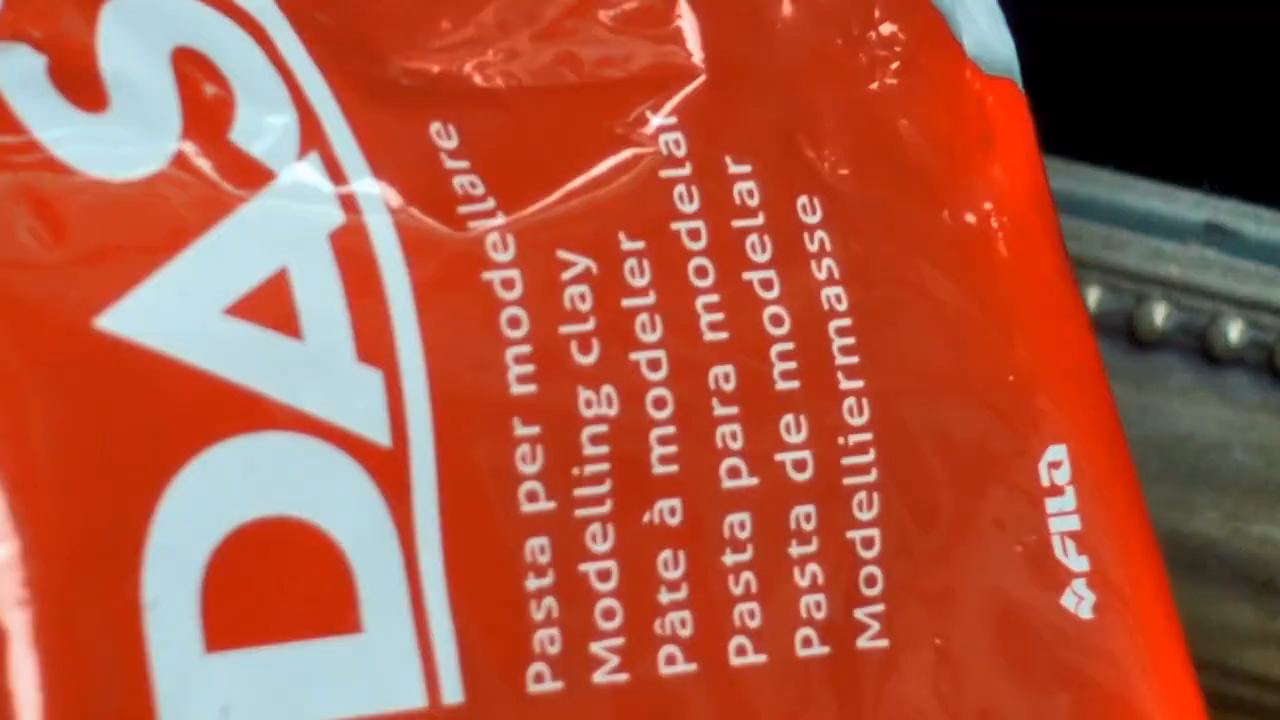 DAS
Pasta per modellare
Modelling clay
Pâte à modeler
Pasta para modelar
Pasta de modelar
Modelliermasse
FILA